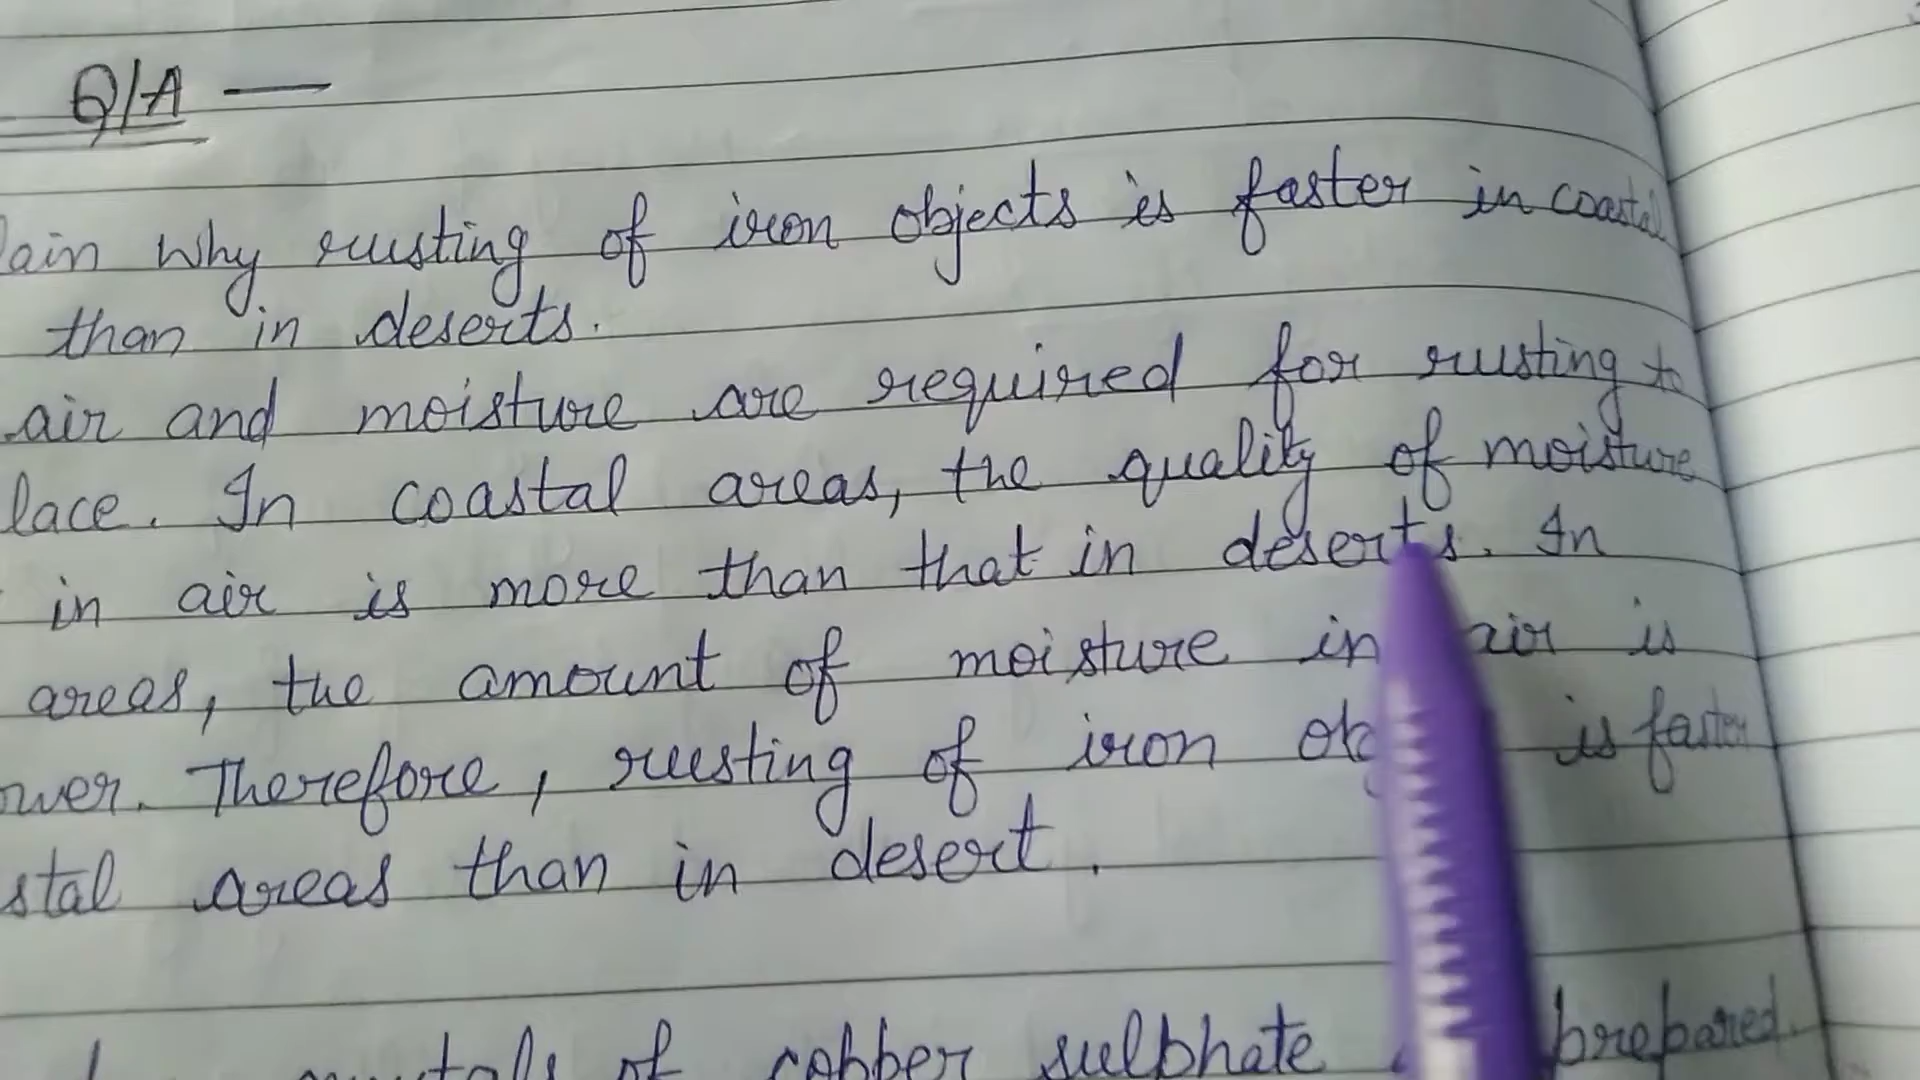 Q/A —
ain why rusting of iron objects is faster in coastal
than in deserts.
air and moisture are required for rusting to
lace. In coastal areas, the quality of moisture
in air is more than that in deserts. In
areas, the amount of moisture in air is
wer. Therefore, rusting of iron ob is faster
stal areas than in desert.
of copper sulphate prepared.